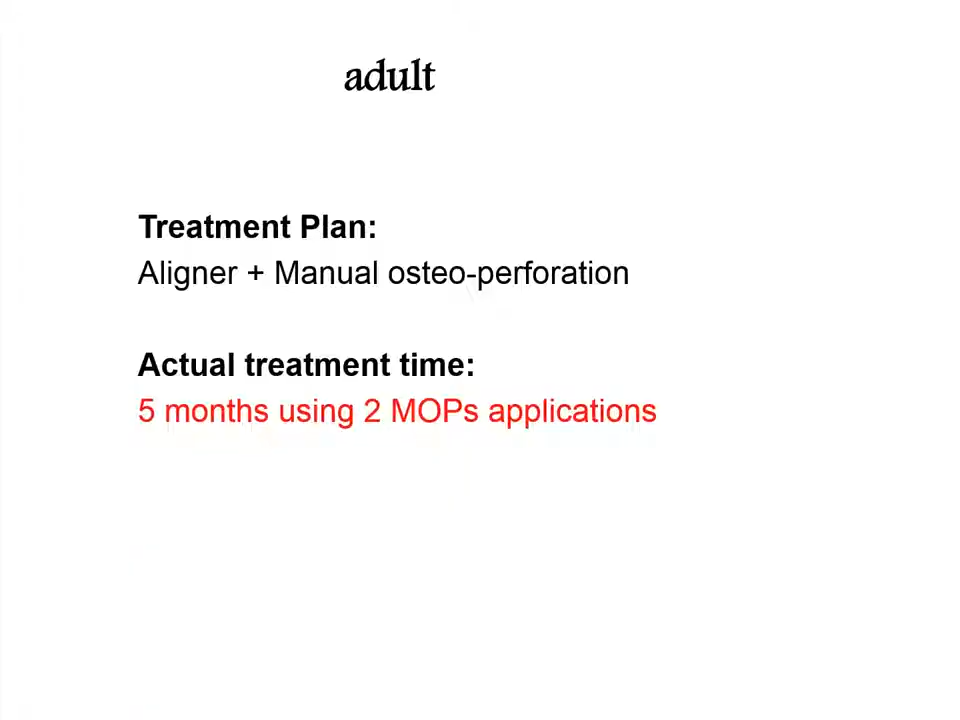 adult
Treatment Plan:
Aligner + Manual osteo-perforation
Actual treatment time:
5 months using 2 MOPs applications